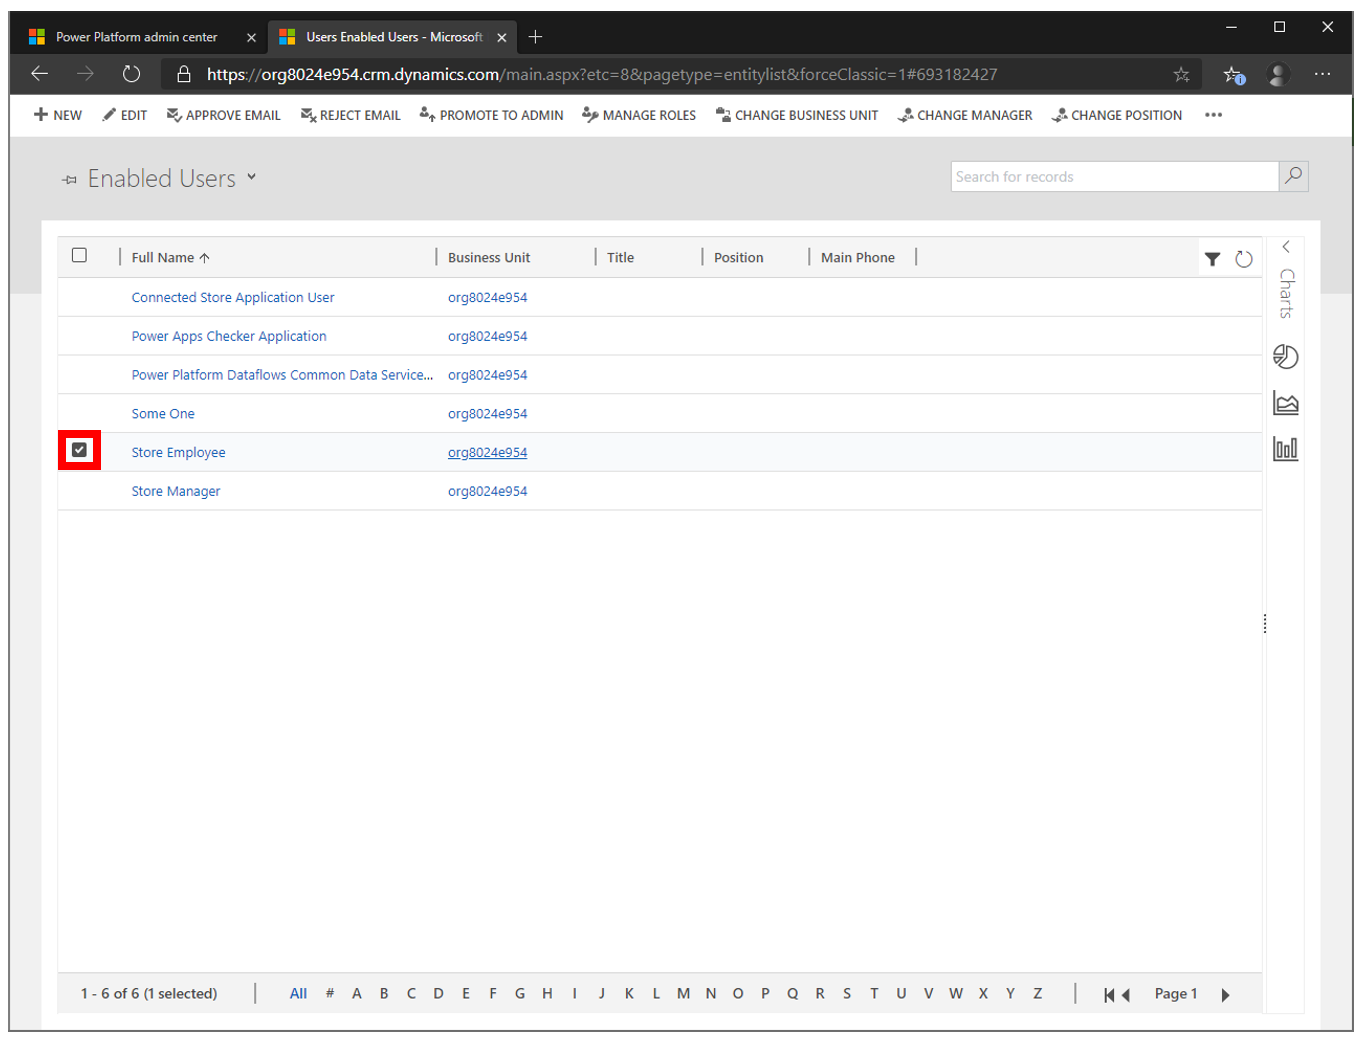 Power Platform admin center
Users Enabled Users - Microsoft
https://org8024e954.crm.dynamics.com/main.aspx?etc=8&pagetype=entitylist&forceClassic=1#693182427
NEW EDIT APPROVE EMAIL REJECT EMAIL PROMOTE TO ADMIN MANAGE ROLES CHANGE BUSINESS UNIT CHANGE MANAGER CHANGE POSITION •••
Enabled Users
Search for records
Full Name ↑ Business Unit Title Position Main Phone
Connected Store Application User org8024e954
Power Apps Checker Application org8024e954
Power Platform Dataflows Common Data Service... org8024e954
Some One org8024e954
Store Employee org8024e954
Store Manager org8024e954
Charts
1 - 6 of 6 (1 selected) All # A B C D E F G H I J K L M N O P Q R S T U V W X Y Z Page 1